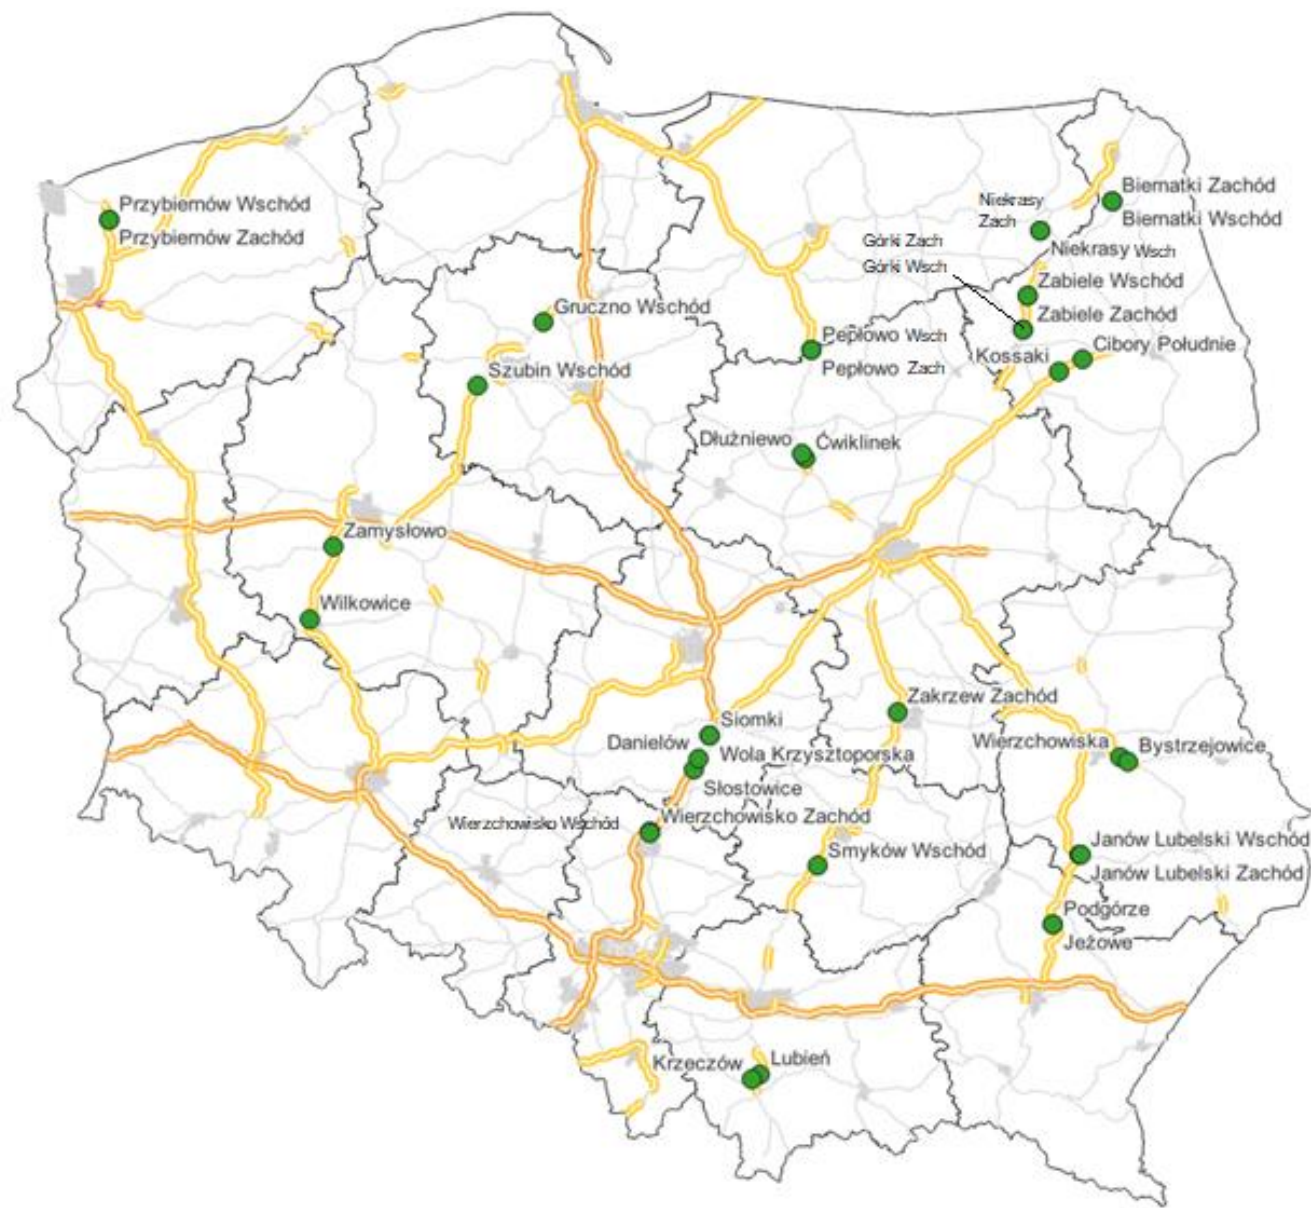 Przybiernów Wschód
Przybiernów Zachód
Biernatki Zachód
Biernatki Wschód
Niekrasy
Zach
Niekrasy Wsch
Górki Zach
Górki Wsch
Zabiele Wschód
Zabiele Zachód
Gruczno Wschód
Pepłowo Wsch
Pepłowo Zach
Kossaki
Cibory Południe
Szubin Wschód
Dłużniewo
Ćwiklinek
Zamysłowo
Wilkowice
Zakrzew Zachód
Siomki
Danielów
Wola Krzysztoporska
Słostowice
Wierzchowiska
Bystrzejowice
Wierzchowisko Zachód
Wierzchowisko Wschód
Smyków Wschód
Janów Lubelski Wschód
Janów Lubelski Zachód
Podgórze
Jeżowe
Krzeczów
Lubień